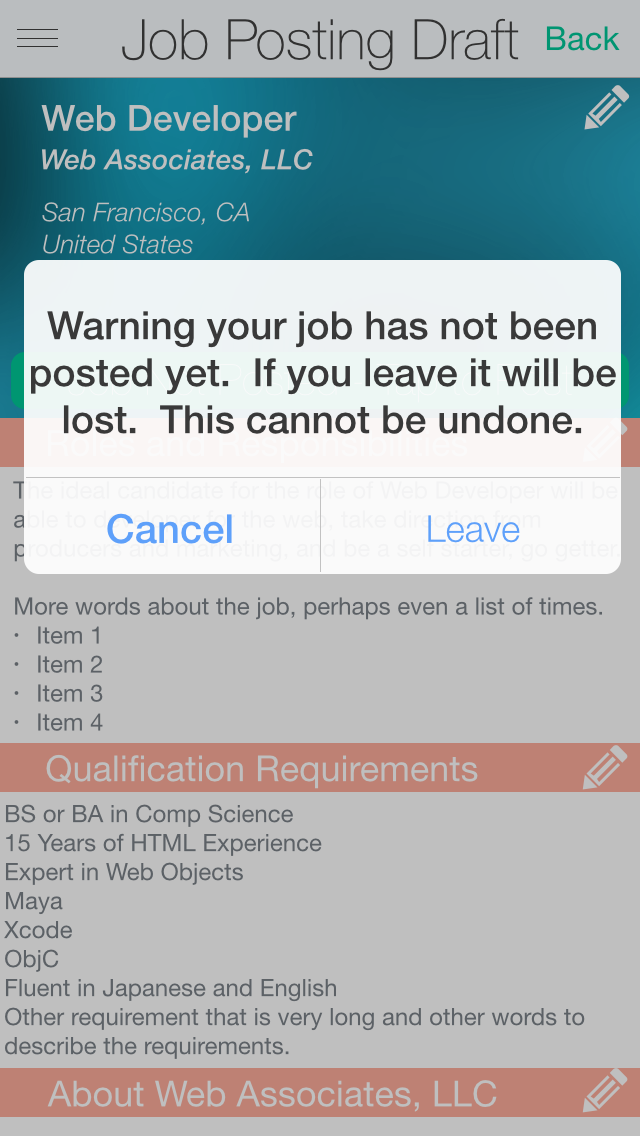 Job Posting Draft
Back
Web Developer
Web Associates, LLC
San Francisco, CA
United States
Warning your job has not been
posted yet.  If you leave it will be
lost.  This cannot be undone.
Cancel
Leave
Roles and Responsibilities
The ideal candidate for the role of Web Developer will be
able to developer for the web, take direction from
producers and marketing, and be a self starter, go getter.
More words about the job, perhaps even a list of times.
• Item 1
• Item 2
• Item 3
• Item 4
Qualification Requirements
BS or BA in Comp Science
15 Years of HTML Experience
Expert in Web Objects
Maya
Xcode
ObjC
Fluent in Japanese and English
Other requirement that is very long and other words to
describe the requirements.
About Web Associates, LLC